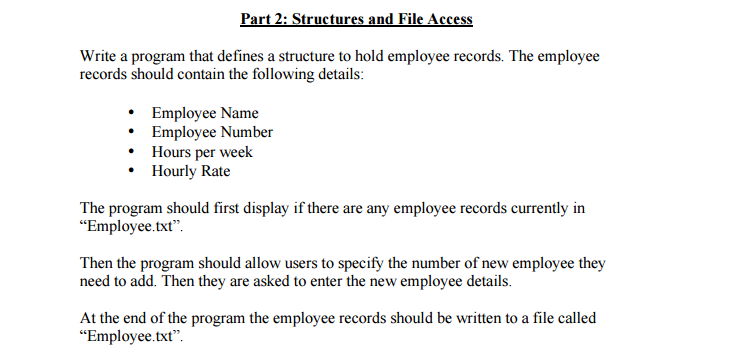 Part 2: Structures and File Access
Write a program that defines a structure to hold employee records. The employee
records should contain the following details:
• Employee Name
• Employee Number
• Hours per week
• Hourly Rate
The program should first display if there are any employee records currently in
“Employee.txt”.
Then the program should allow users to specify the number of new employee they
need to add. Then they are asked to enter the new employee details.
At the end of the program the employee records should be written to a file called
“Employee.txt”.